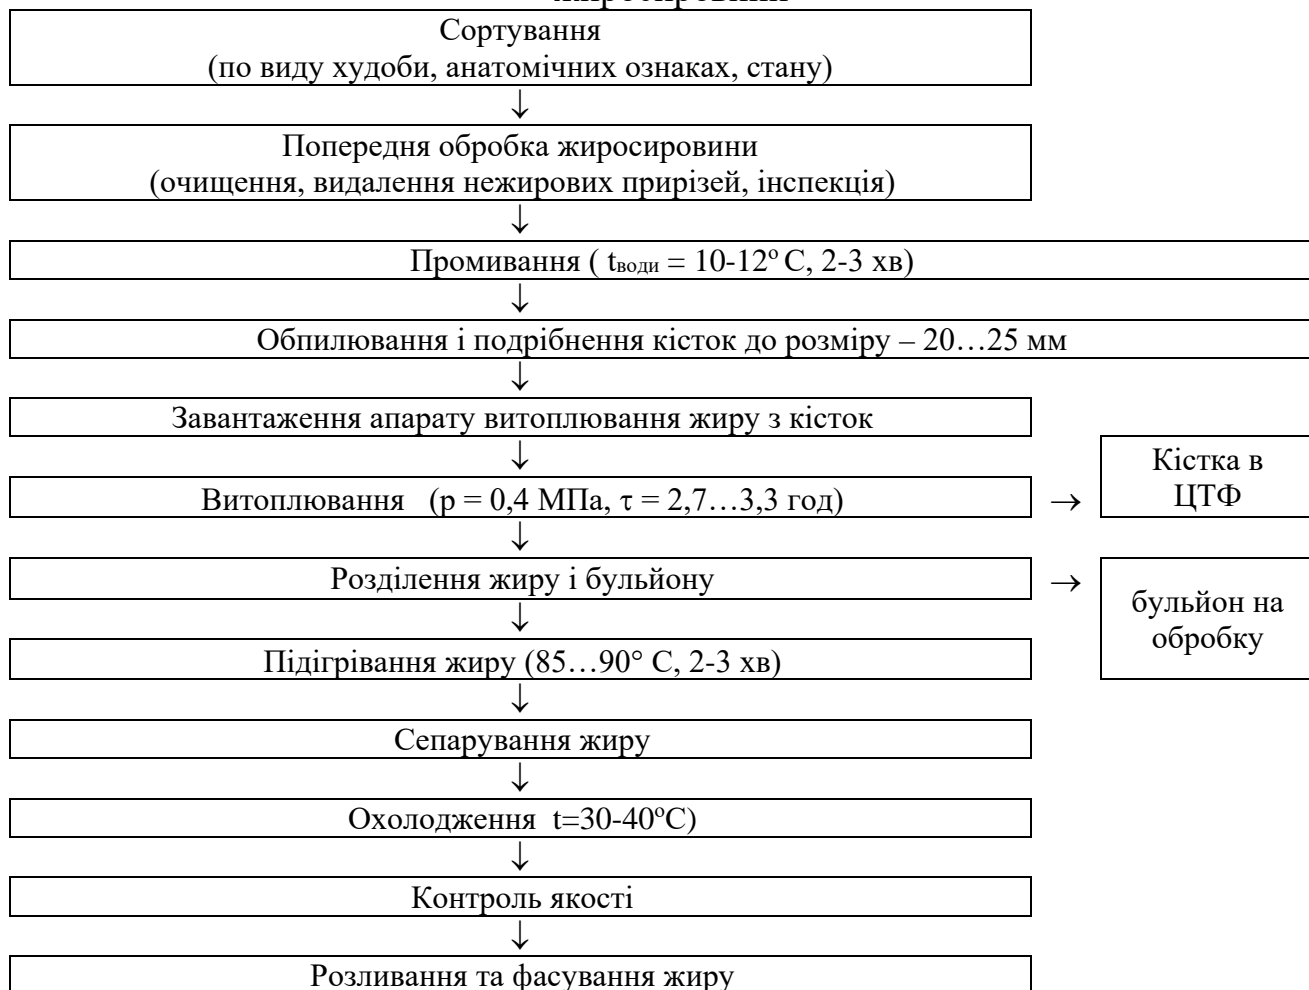 Сортування
(по виду худоби, анатомічних ознаках, стану)
↓
Попередня обробка жиросировини
(очищення, видалення нежирових прирізей, інспекція)
↓
Промивання ( tводи = 10-12º С, 2-3 хв)
↓
Обпилювання і подрібнення кісток до розміру – 20…25 мм
↓
Завантаження апарату витоплювання жиру з кісток
↓
Витоплювання (р = 0,4 МПа, τ = 2,7…3,3 год) →
Кістка в
ЦТФ
↓
Розділення жиру і бульйону →
бульйон на
обробку
↓
Підігрівання жиру (85…90° С, 2-3 хв)
↓
Сепарування жиру
↓
Охолодження t=30-40ºС)
↓
Контроль якості
↓
Розливання та фасування жиру